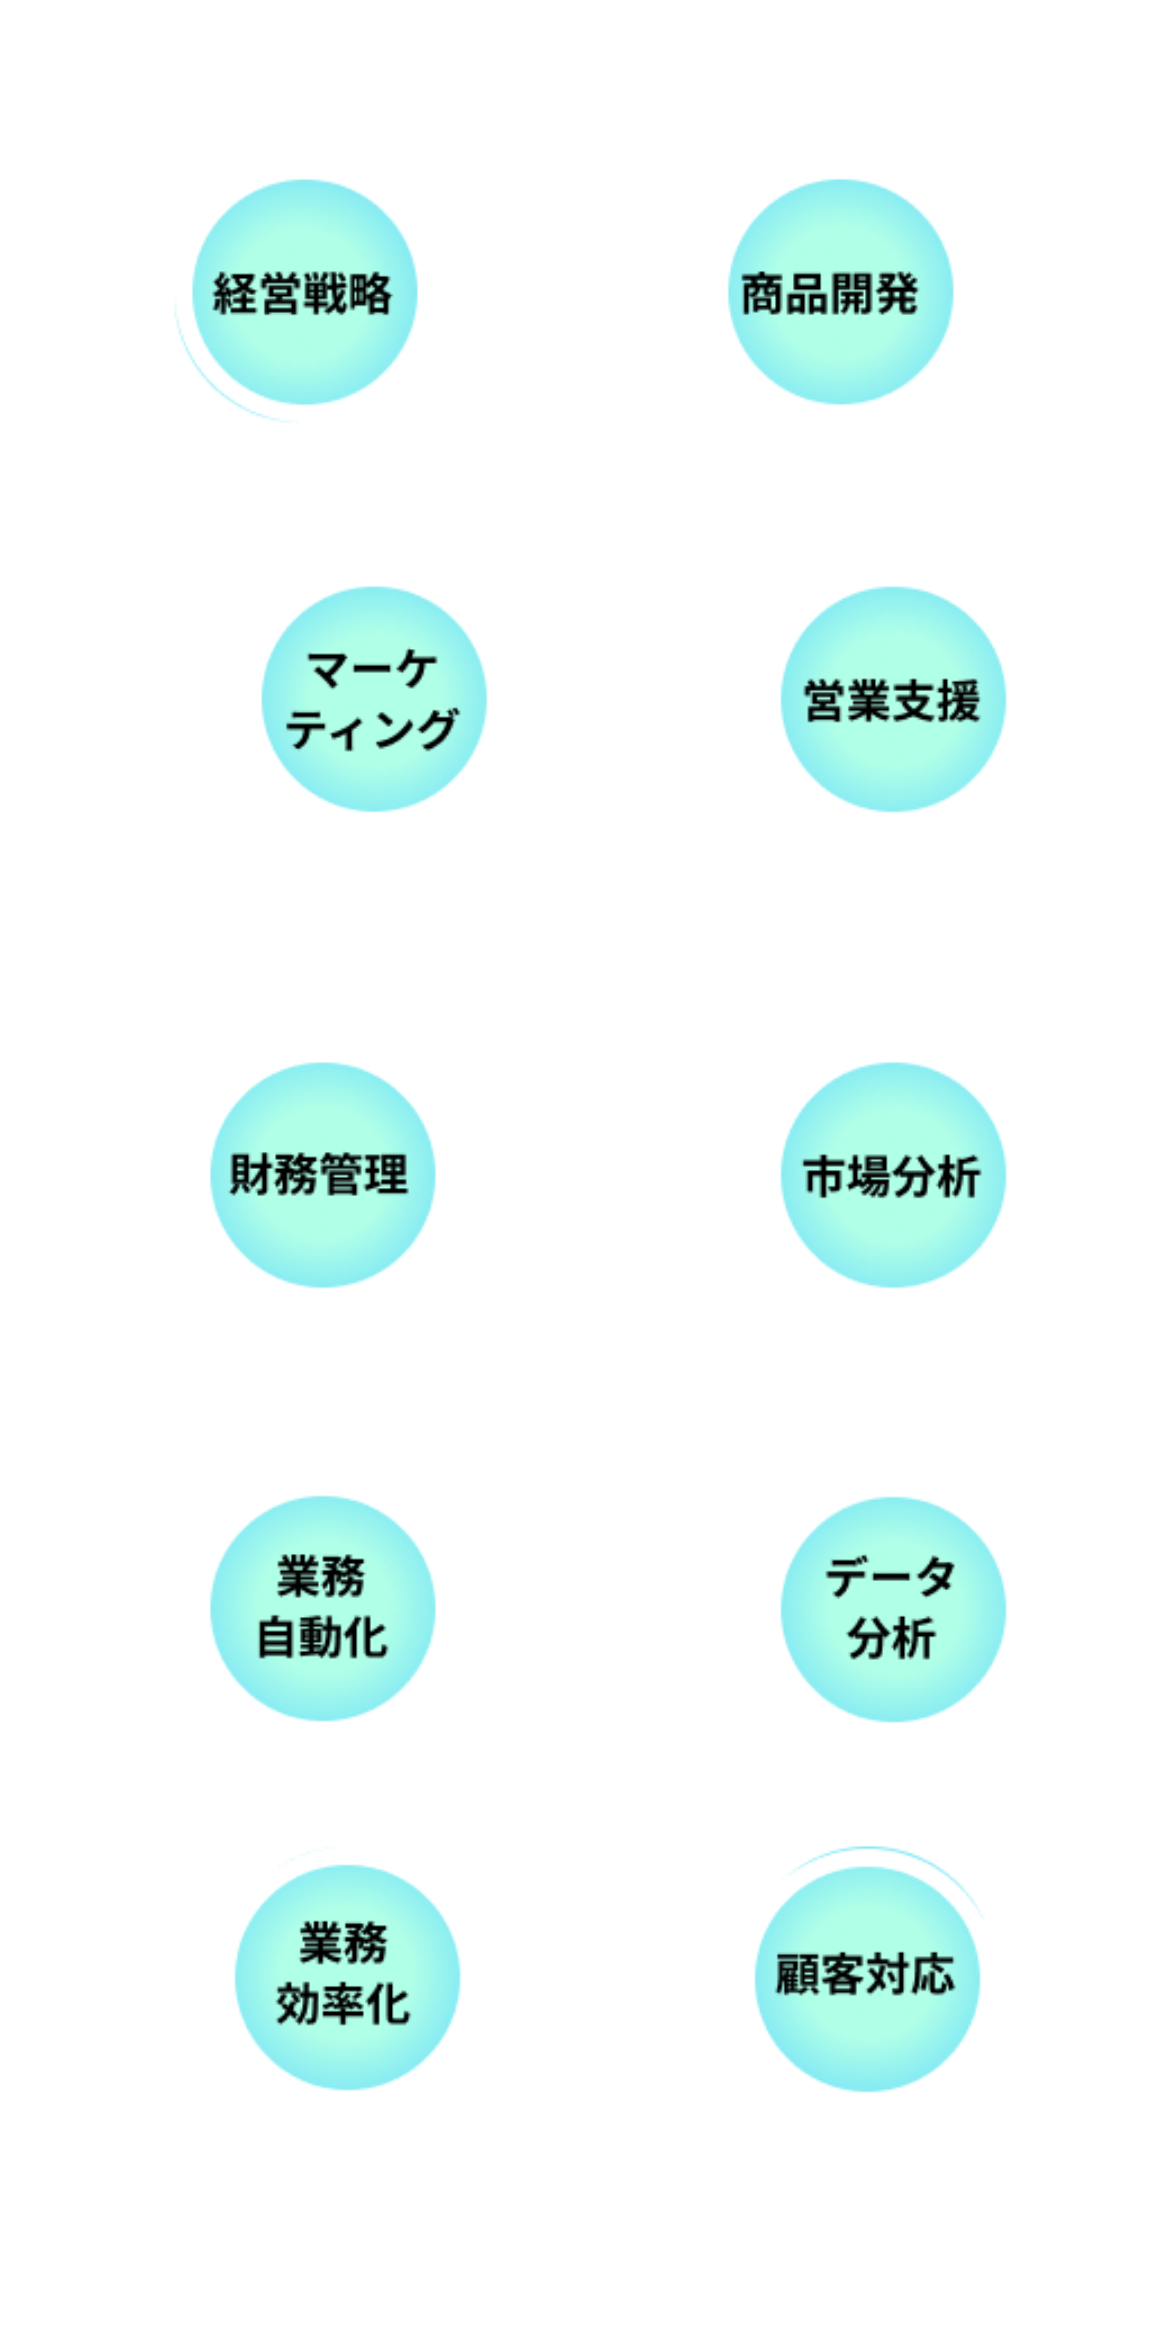 経営戦略
商品開発
マーケ
ティング
営業支援
財務管理
市場分析
業務
自動化
データ
分析
業務
効率化
顧客対応